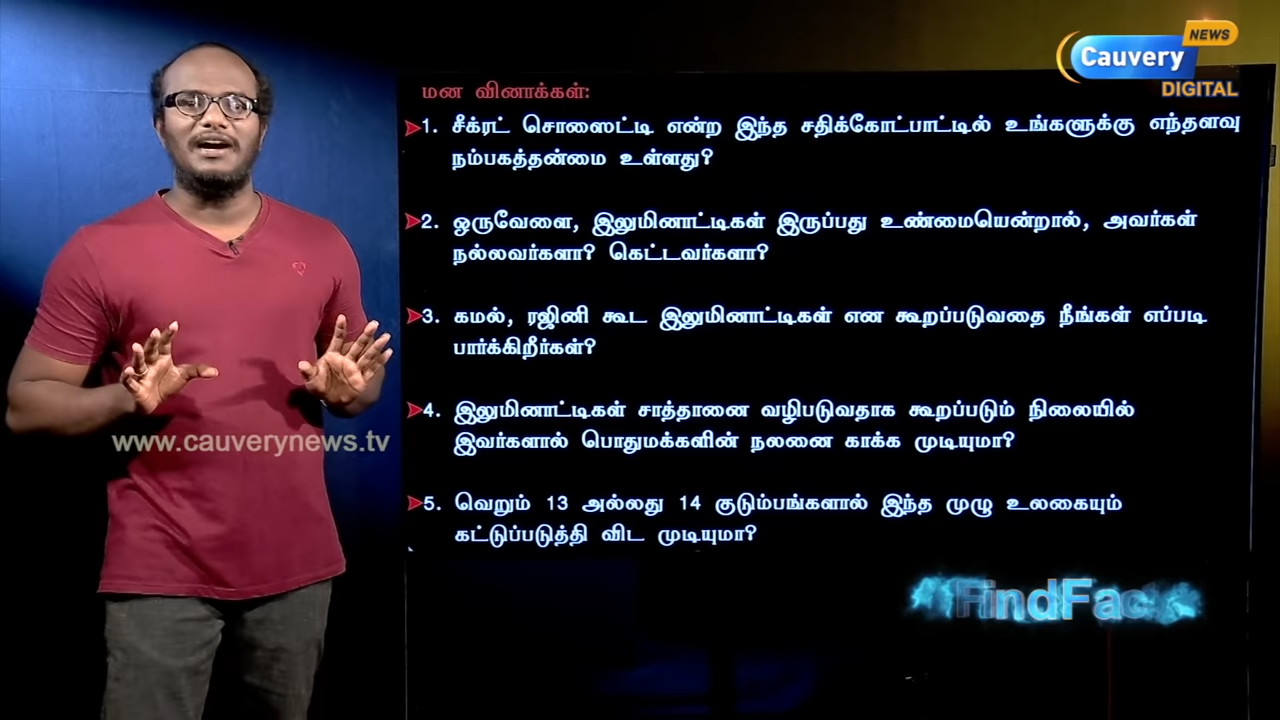 Cauvery NEWS
DIGITAL
மன வினாக்கள்:
1. சீக்ரட் சொஸைட்டி என்ற இந்த சதிக்கோட்பாட்டில் உங்களுக்கு எந்தளவு
நம்பகத்தன்மை உள்ளது?
2. ஒருவேளை, இலுமினாட்டிகள் இருப்பது உண்மையென்றால், அவர்கள்
நல்லவர்களா? கெட்டவர்களா?
3. கமல், ரஜினி கூட இலுமினாட்டிகள் என கூறப்படுவதை நீங்கள் எப்படி
பார்க்கிறீர்கள்?
4. இலுமினாட்டிகள் சாத்தானை வழிபடுவதாக கூறப்படும் நிலையில்
இவர்களால் பொதுமக்களின் நலனை காக்க முடியுமா?
www.cauverynews.tv
5. வெறும் 13 அல்லது 14 குடும்பங்களால் இந்த முழு உலகையும்
கட்டுப்படுத்தி விட முடியுமா?